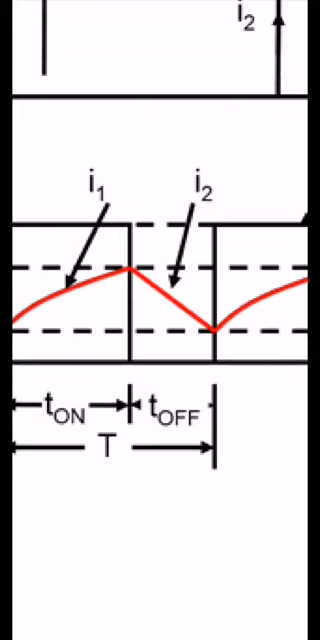 i₂
i₁ i₂
tON tOFF
T